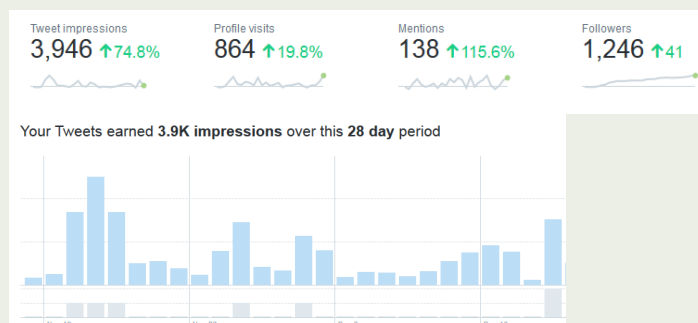 Tweet impressions
3,946 ↑74.8%
Profile visits
864 ↑19.8%
Mentions
138 ↑115.6%
Followers
1,246 ↑41
Your Tweets earned 3.9K impressions over this 28 day period